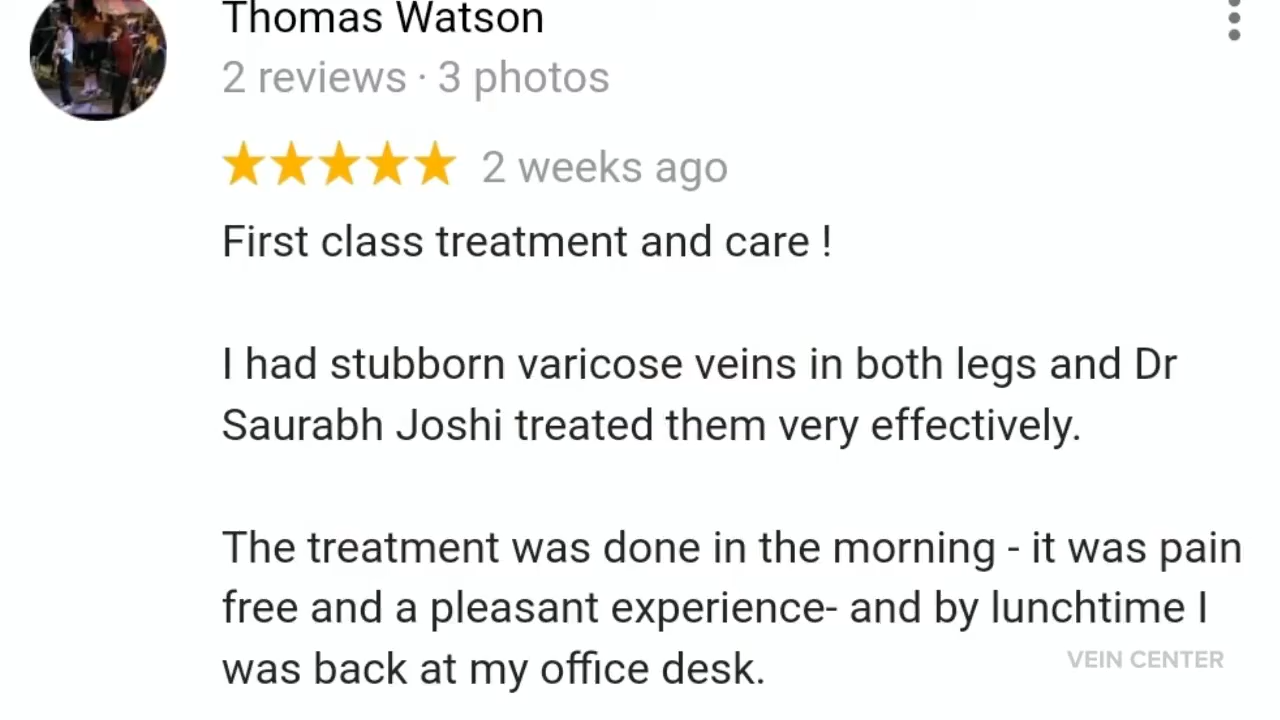 Thomas Watson
2 reviews · 3 photos
2 weeks ago
First class treatment and care !
I had stubborn varicose veins in both legs and Dr
Saurabh Joshi treated them very effectively.
The treatment was done in the morning - it was pain
free and a pleasant experience- and by lunchtime I
was back at my office desk.
VEIN CENTER